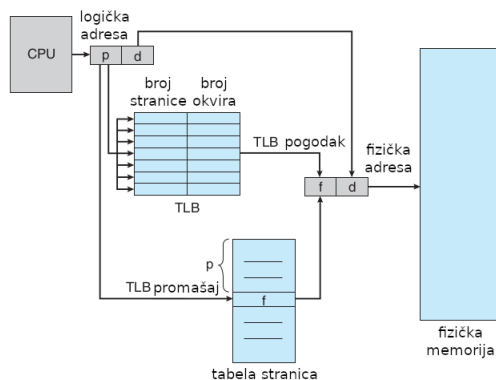 logička
adresa
CPU
p d
broj
stranice
broj
okvira
TLB pogodak
fizička
adresa
f d
TLB
p
TLB promašaj
f
tabela stranica
fizička
memorija